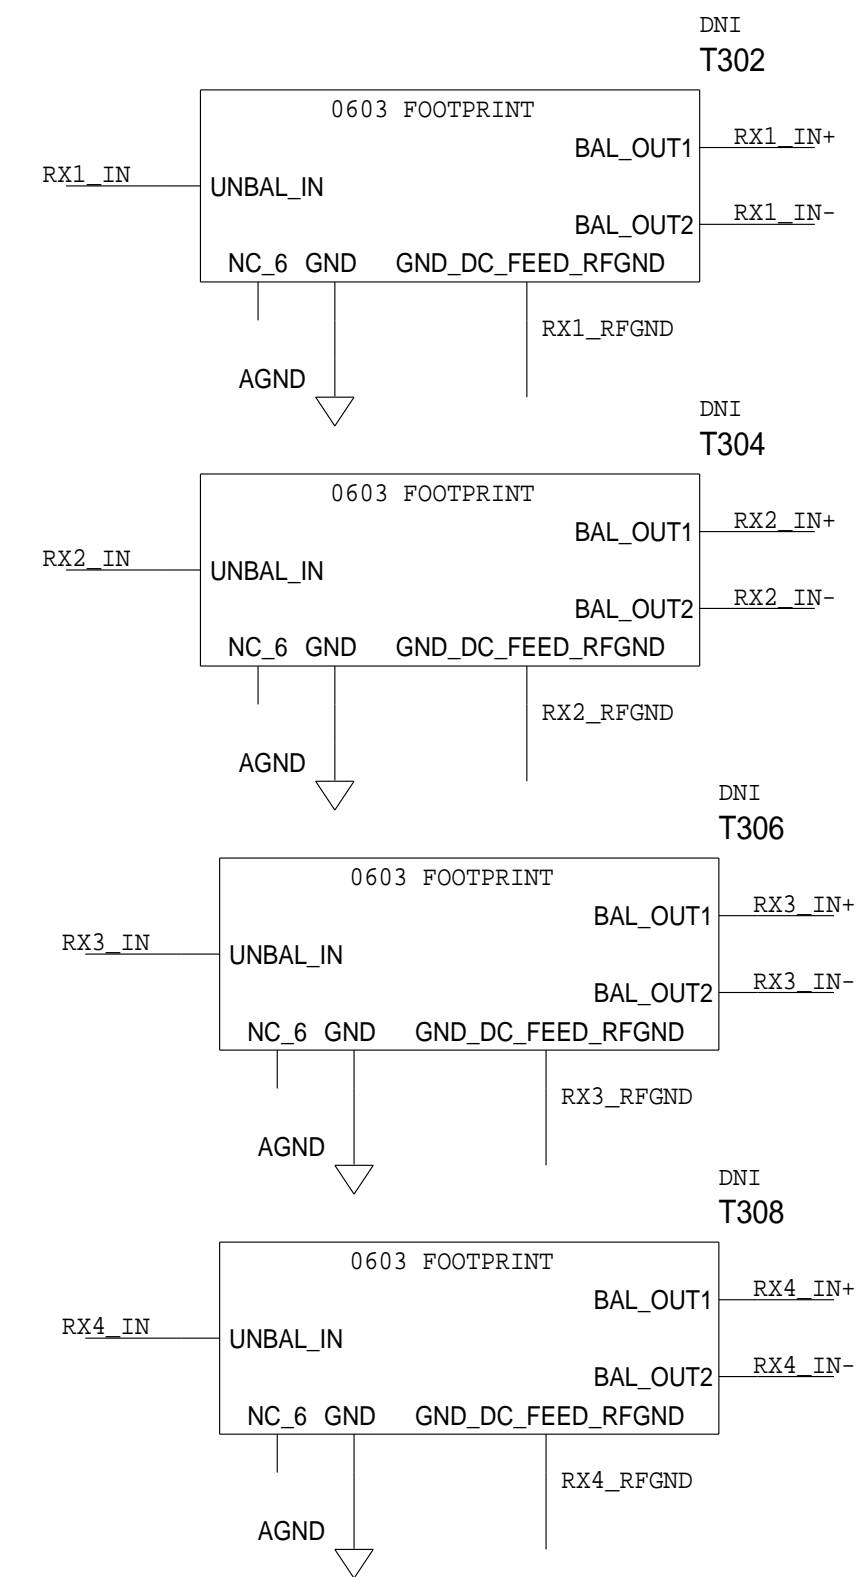 DNI
T302
0603 FOOTPRINT
BAL_OUT1 RX1_IN+
RX1_IN UNBAL_IN
BAL_OUT2 RX1_IN-
NC_6 GND GND_DC_FEED_RFGND
RX1_RFGND
AGND
DNI
T304
0603 FOOTPRINT
BAL_OUT1 RX2_IN+
RX2_IN UNBAL_IN
BAL_OUT2 RX2_IN-
NC_6 GND GND_DC_FEED_RFGND
RX2_RFGND
AGND
DNI
T306
0603 FOOTPRINT
BAL_OUT1 RX3_IN+
RX3_IN UNBAL_IN
BAL_OUT2 RX3_IN-
NC_6 GND GND_DC_FEED_RFGND
RX3_RFGND
AGND
DNI
T308
0603 FOOTPRINT
BAL_OUT1 RX4_IN+
RX4_IN UNBAL_IN
BAL_OUT2 RX4_IN-
NC_6 GND GND_DC_FEED_RFGND
RX4_RFGND
AGND